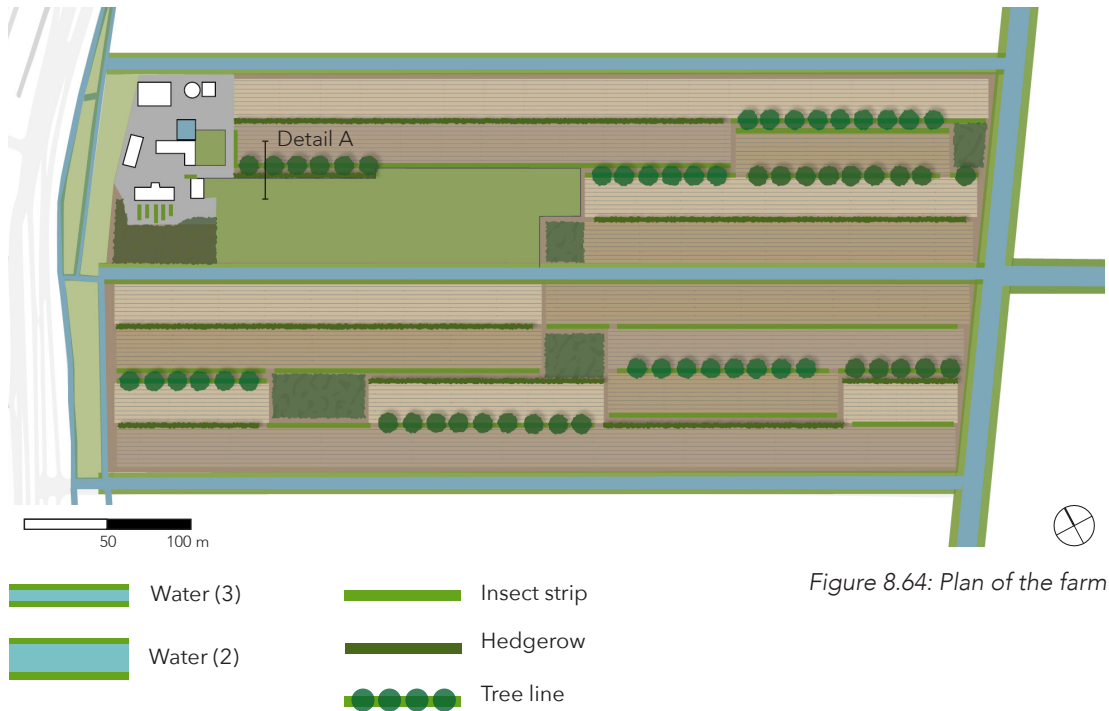 Detail A
50
100 m
Figure 8.64: Plan of the farm
Water (3)
Insect strip
Water (2)
Hedgerow
Tree line